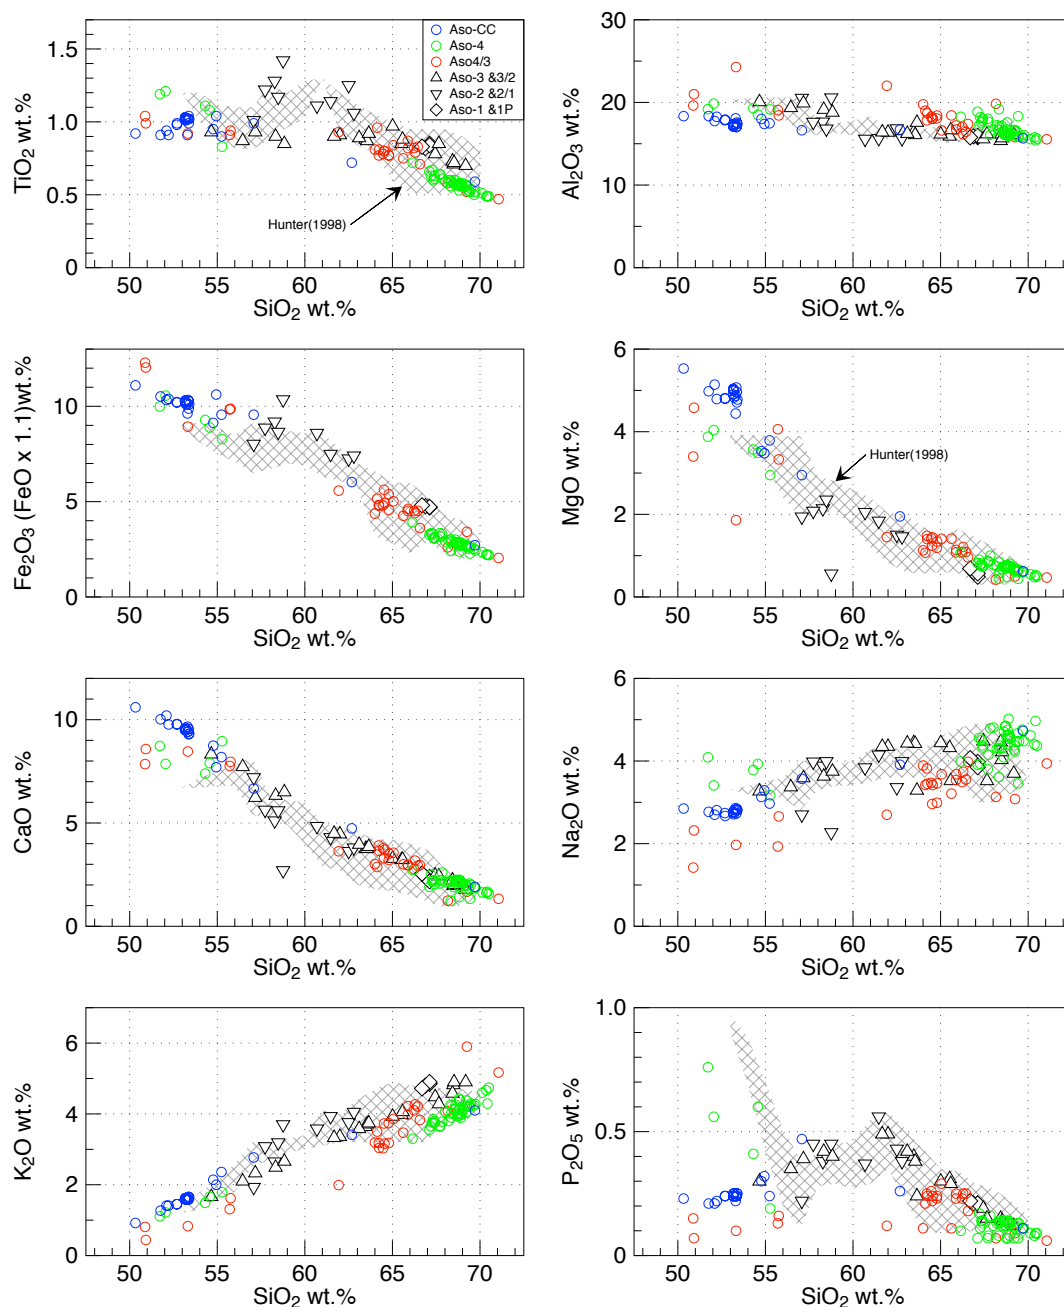 1.5
1.0
0.5
0
TiO2 wt.%
50 55 60 65 70
SiO2 wt.%
Aso-CC
Aso-4
Aso4/3
Aso-3 &3/2
Aso-2 &2/1
Aso-1 &1P
Hunter(1998)
30
20
10
0
Al2O3 wt.%
50 55 60 65 70
SiO2 wt.%
10
5
0
Fe2O3 (FeO x 1.1)wt.%
50 55 60 65 70
SiO2 wt.%
6
4
2
0
MgO wt.%
Hunter(1998)
50 55 60 65 70
SiO2 wt.%
10
5
0
CaO wt.%
50 55 60 65 70
SiO2 wt.%
6
4
2
0
Na2O wt.%
50 55 60 65 70
SiO2 wt.%
6
4
2
0
K2O wt.%
50 55 60 65 70
SiO2 wt.%
1.0
0.5
0
P2O5 wt.%
50 55 60 65 70
SiO2 wt.%